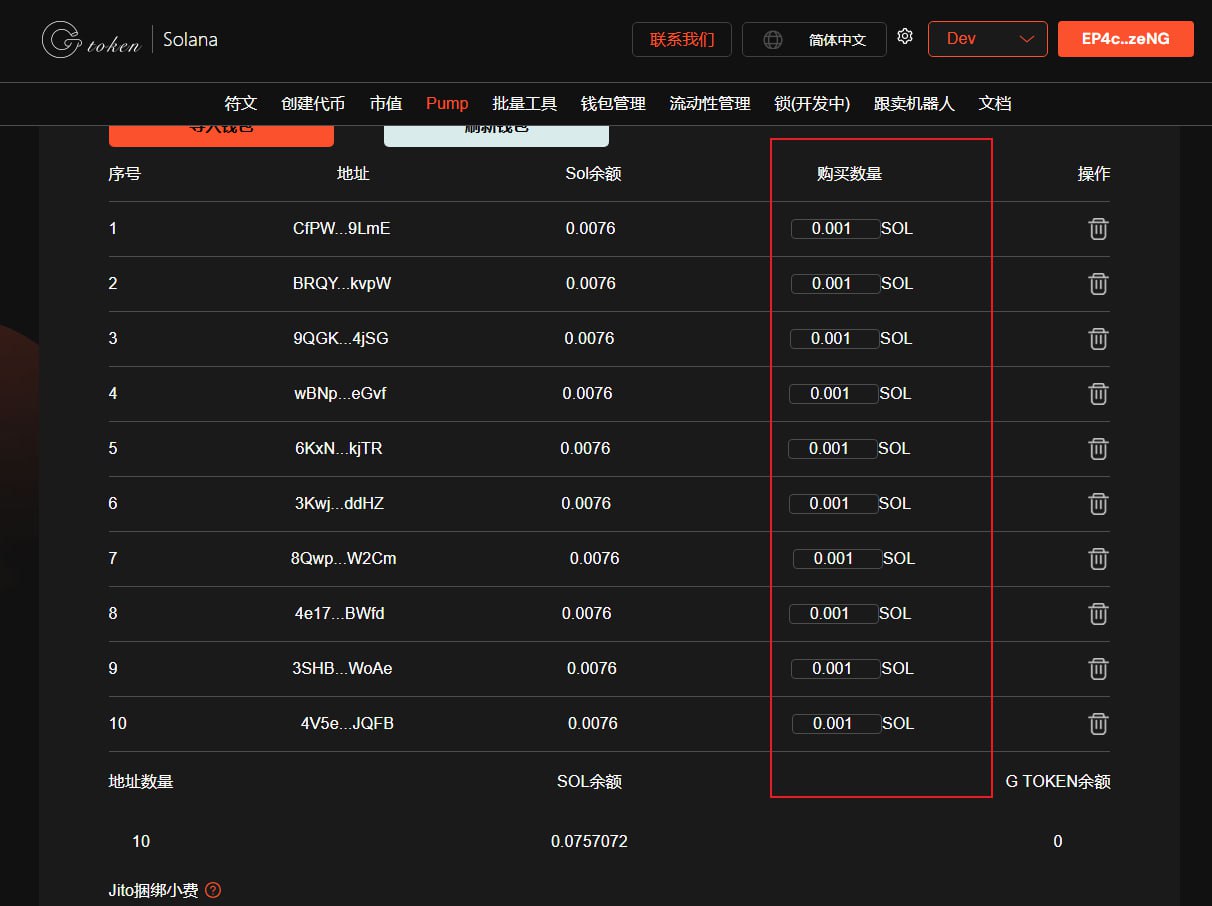 G token Solana 联系我们 简体中文 Dev EP4c..zeNG
符文 创建代币 市值 Pump 批量工具 钱包管理 流动性管理 锁(开发中) 跟卖机器人 文档
导入钱包 刷新钱包
序号 地址 Sol余额 购买数量 操作
1 CfPW...9LmE 0.0076 0.001 SOL
2 BRQY...kvpW 0.0076 0.001 SOL
3 9QGK...4jSG 0.0076 0.001 SOL
4 wBNp...eGvf 0.0076 0.001 SOL
5 6KxN...kjTR 0.0076 0.001 SOL
6 3Kwj...ddHZ 0.0076 0.001 SOL
7 8Qwp...W2Cm 0.0076 0.001 SOL
8 4e17...BWfd 0.0076 0.001 SOL
9 3SHB...WoAe 0.0076 0.001 SOL
10 4V5e...JQFB 0.0076 0.001 SOL
地址数量 SOL余额 G TOKEN余额
10 0.0757072 0
Jito捆绑小费 ?